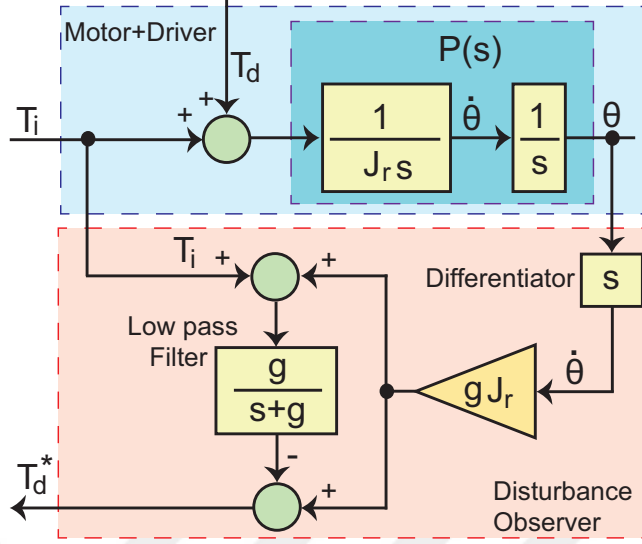 Motor+Driver
T_d
P(s)
T_i
+
+
1
J_r s
θ̇
1
s
θ
T_i
+
+
Differentiator
s
Low pass
Filter
g
s+g
g J_r
θ̇
-
T_d^*
+
Disturbance
Observer